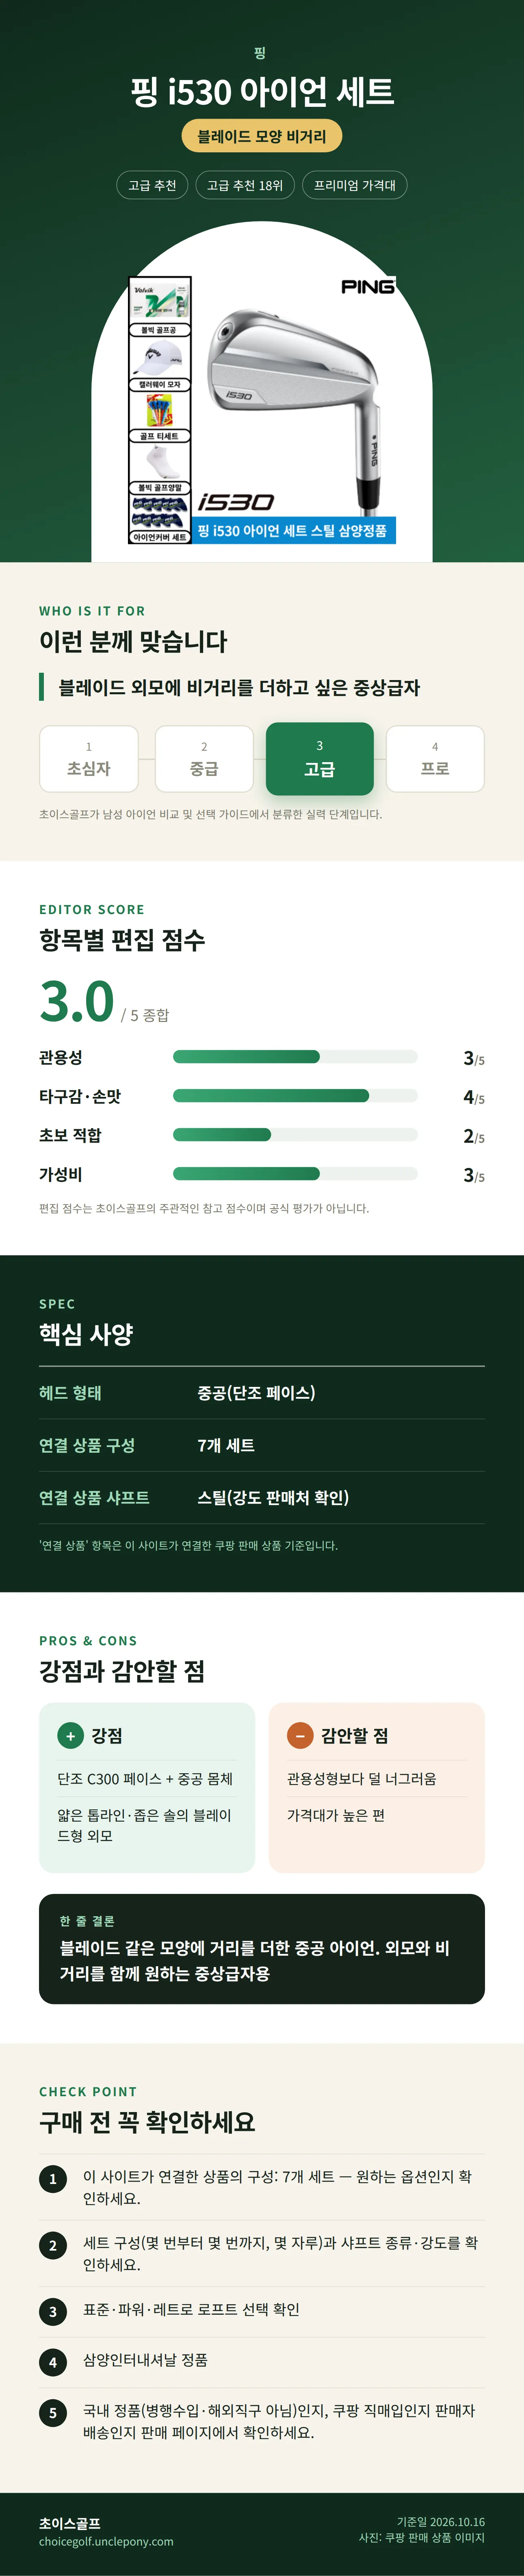 핑
핑 i530 아이언 세트
블레이드 모양 비거리
고급 추천
고급 추천 18위
프리미엄 가격대
Volvik
볼빅 골프공
캘러웨이 모자
골프 티세트
볼빅 골프양말
아이언커버 세트
PING
i530
PING
i530
핑 i530 아이언 세트 스틸 삼양정품
WHO IS IT FOR
이런 분께 맞습니다
블레이드 외모에 비거리를 더하고 싶은 중상급자
1
초심자
2
중급
3
고급
4
프로
초이스골프가 남성 아이언 비교 및 선택 가이드에서 분류한 실력 단계입니다.
EDITOR SCORE
항목별 편집 점수
3.0 / 5 종합
관용성 3/5
타구감·손맛 4/5
초보 적합 2/5
가성비 3/5
편집 점수는 초이스골프의 주관적인 참고 점수이며 공식 평가가 아닙니다.
SPEC
핵심 사양
헤드 형태 중공(단조 페이스)
연결 상품 구성 7개 세트
연결 상품 샤프트 스틸(강도 판매처 확인)
'연결 상품' 항목은 이 사이트가 연결한 쿠팡 판매 상품 기준입니다.
PROS & CONS
강점과 감안할 점
+ 강점
단조 C300 페이스 + 중공 몸체
얇은 톱라인·좁은 솔의 블레이
드형 외모
− 감안할 점
관용성형보다 덜 너그러움
가격대가 높은 편
한 줄 결론
블레이드 같은 모양에 거리를 더한 중공 아이언. 외모와 비
거리를 함께 원하는 중상급자용
CHECK POINT
구매 전 꼭 확인하세요
1 이 사이트가 연결한 상품의 구성: 7개 세트 — 원하는 옵션인지 확
인하세요.
2 세트 구성(몇 번부터 몇 번까지, 몇 자루)과 샤프트 종류·강도를 확
인하세요.
3 표준·파워·레트로 로프트 선택 확인
4 삼양인터내셔날 정품
5 국내 정품(병행수입·해외직구 아님)인지, 쿠팡 직매입인지 판매자
배송인지 판매 페이지에서 확인하세요.
초이스골프
choicegolf.unclepony.com
기준일 2026.10.16
사진: 쿠팡 판매 상품 이미지